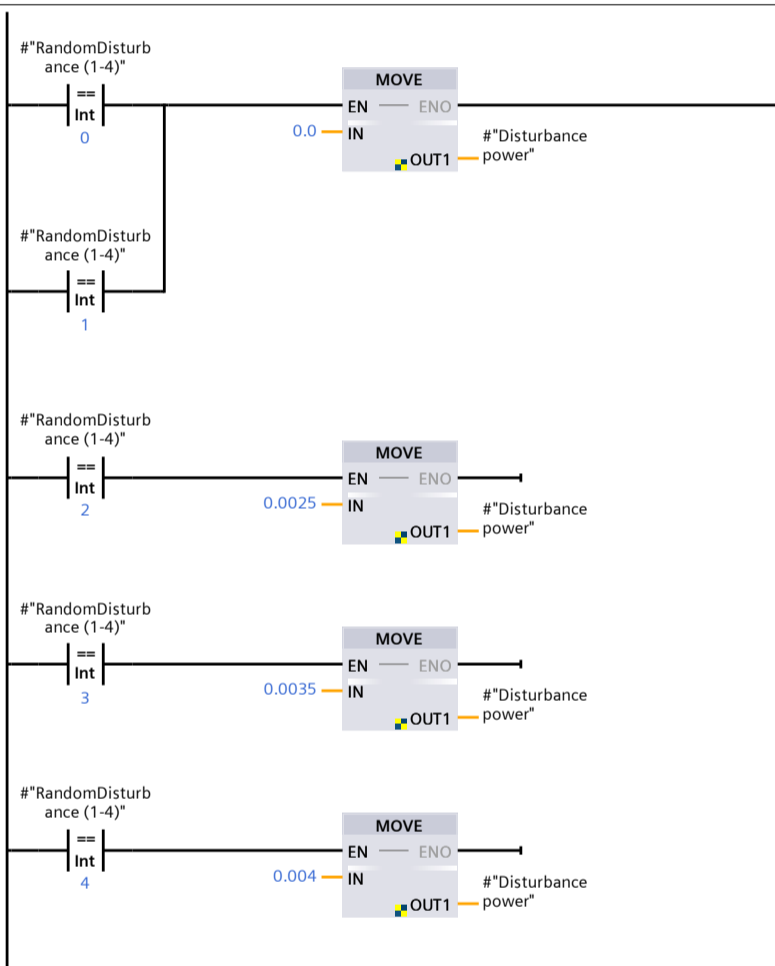 #"RandomDisturb
ance (1-4)"
==
Int
0
MOVE
EN
ENO
0.0
IN
OUT1
#"Disturbance
power"
#"RandomDisturb
ance (1-4)"
==
Int
1
#"RandomDisturb
ance (1-4)"
==
Int
2
MOVE
EN
ENO
0.0025
IN
OUT1
#"Disturbance
power"
#"RandomDisturb
ance (1-4)"
==
Int
3
MOVE
EN
ENO
0.0035
IN
OUT1
#"Disturbance
power"
#"RandomDisturb
ance (1-4)"
==
Int
4
MOVE
EN
ENO
0.004
IN
OUT1
#"Disturbance
power"